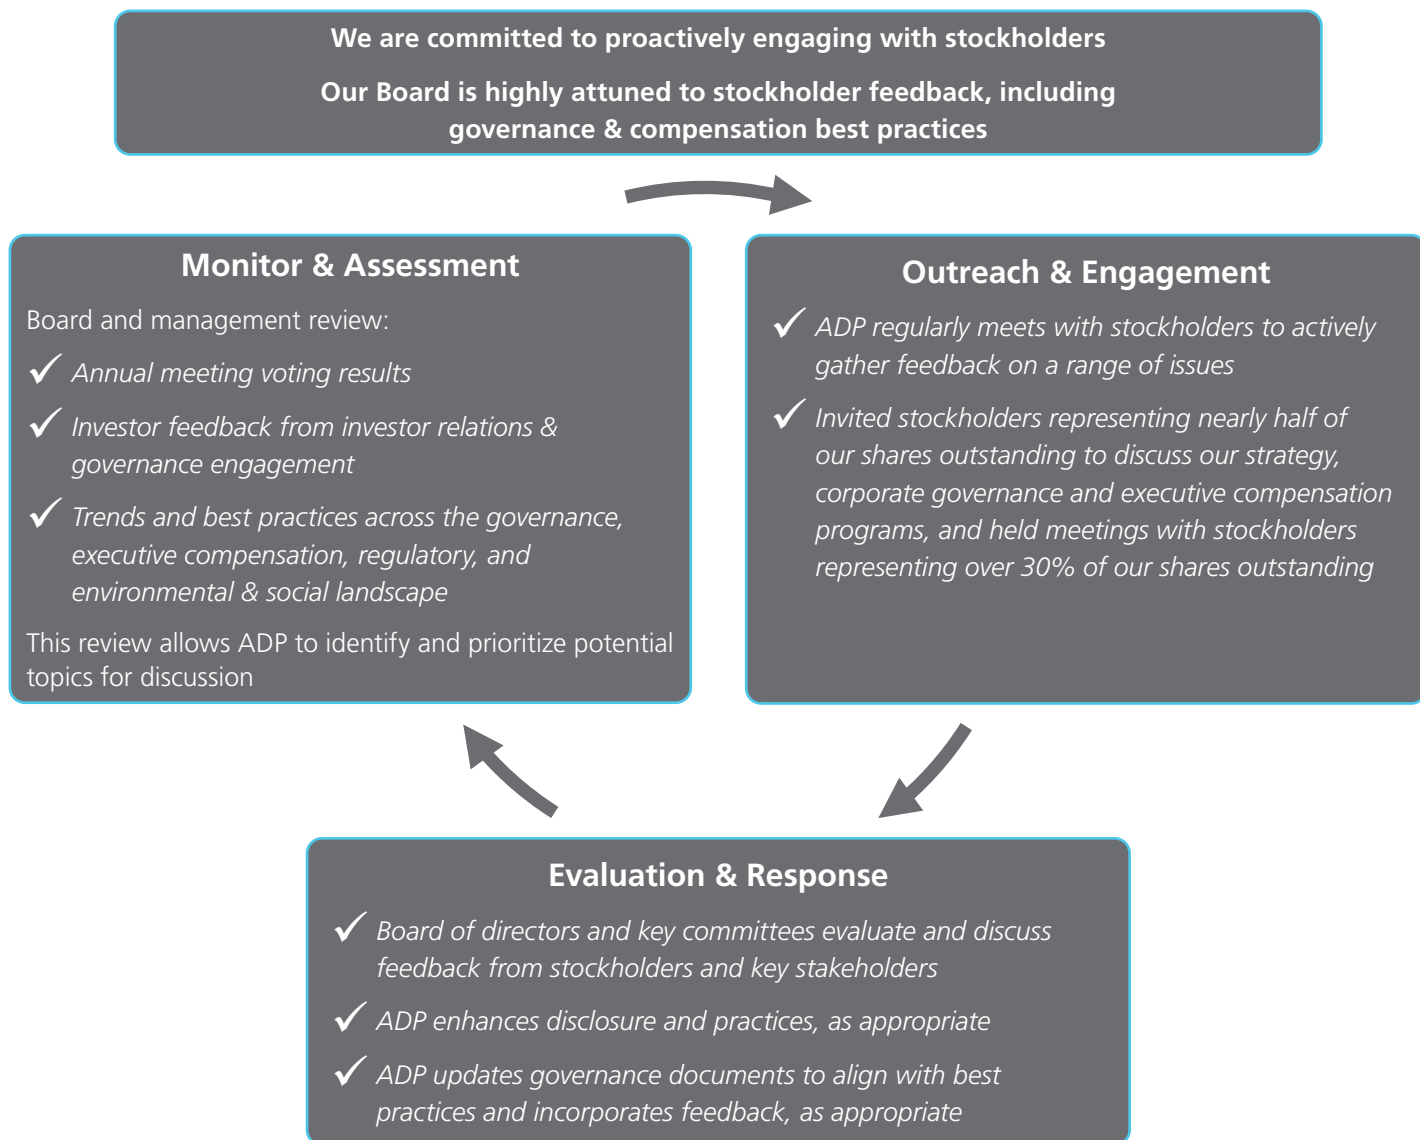 We are committed to proactively engaging with stockholders
Our Board is highly attuned to stockholder feedback, including
governance & compensation best practices
Monitor & Assessment
Board and management review:
✓ Annual meeting voting results
✓ Investor feedback from investor relations &
governance engagement
✓ Trends and best practices across the governance,
executive compensation, regulatory, and
environmental & social landscape
This review allows ADP to identify and prioritize potential
topics for discussion
Outreach & Engagement
✓ ADP regularly meets with stockholders to actively
gather feedback on a range of issues
✓ Invited stockholders representing nearly half of
our shares outstanding to discuss our strategy,
corporate governance and executive compensation
programs, and held meetings with stockholders
representing over 30% of our shares outstanding
Evaluation & Response
✓ Board of directors and key committees evaluate and discuss
feedback from stockholders and key stakeholders
✓ ADP enhances disclosure and practices, as appropriate
✓ ADP updates governance documents to align with best
practices and incorporates feedback, as appropriate